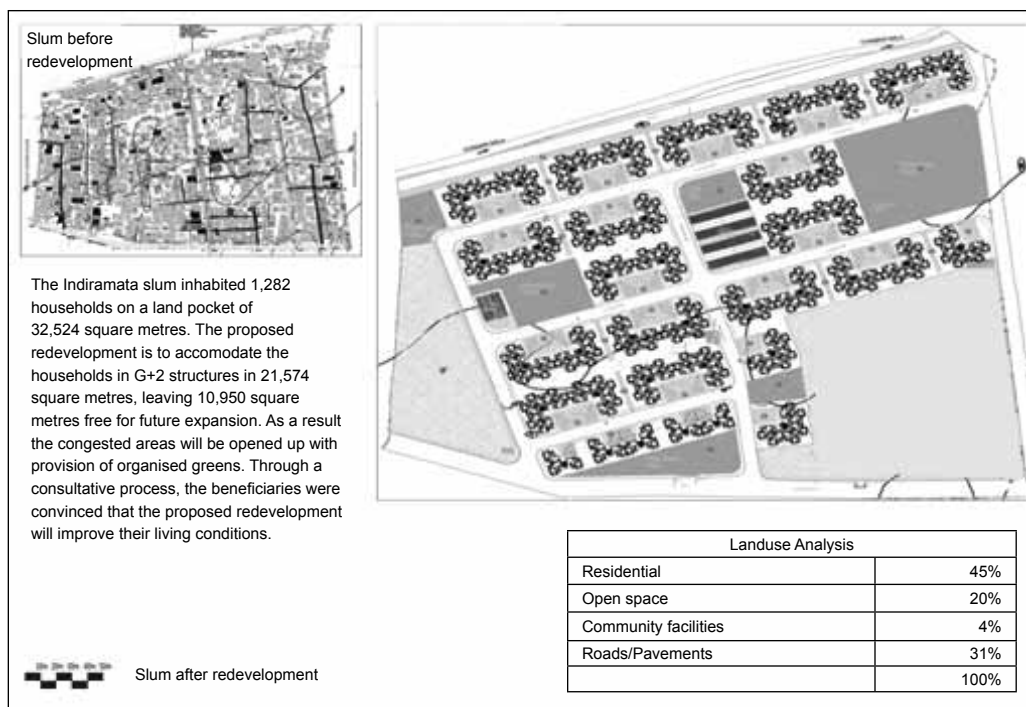 Slum before
redevelopment
The Indiramata slum inhabited 1,282
households on a land pocket of
32,524 square metres. The proposed
redevelopment is to accomodate the
households in G+2 structures in 21,574
square metres, leaving 10,950 square
metres free for future expansion. As a result
the congested areas will be opened up with
provision of organised greens. Through a
consultative process, the beneficiaries were
convinced that the proposed redevelopment
will improve their living conditions.
Landuse Analysis
Residential 45%
Open space 20%
Community facilities 4%
Roads/Pavements 31%
100%
Slum after redevelopment